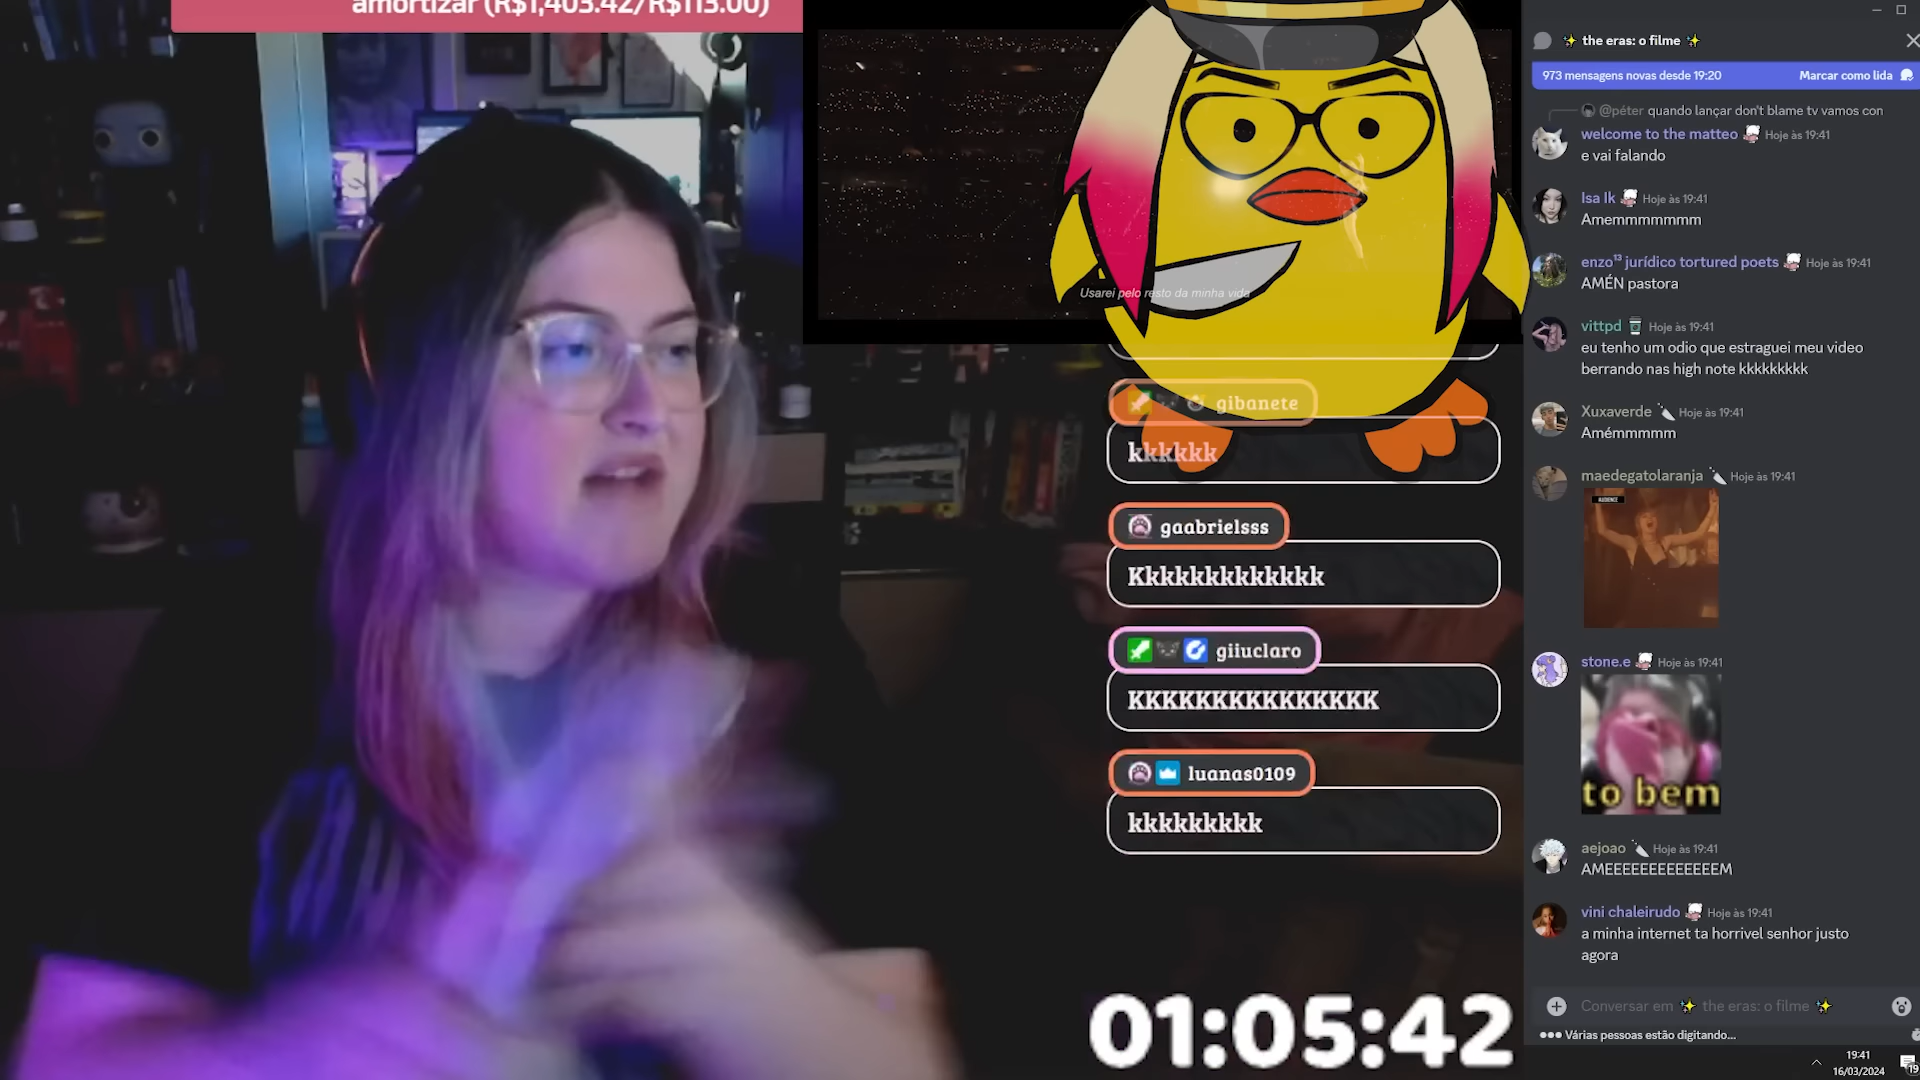 amortizar (R$1,403.42/R$113.00)
Usarei pelo resto da minha vida
gibanete
kkkkkk
gaabrielsss
Kkkkkkkkkkkkk
giiuclaro
KKKKKKKKKKKKKKK
luanas0109
kkkkkkkkk
01:05:42
the eras: o filme
973 mensagens novas desde 19:20
Marcar como lida
@péter quando lançar don't blame tv vamos con
welcome to the matteo Hoje às 19:41
e vai falando
Isa lk Hoje às 19:41
Amemmmmmmm
enzo¹³ jurídico tortured poets Hoje às 19:41
AMÉN pastora
vittpd Hoje às 19:41
eu tenho um odio que estraguei meu video
berrando nas high note kkkkkkkkk
Xuxaverde Hoje às 19:41
Amémmmmm
maedegatolaranja Hoje às 19:41
AUDIENCE
stone.e Hoje às 19:41
to bem
aejoao Hoje às 19:41
AMEEEEEEEEEEEEEM
vini chaleirudo Hoje às 19:41
a minha internet ta horrivel senhor justo
agora
Conversar em the eras: o filme
Várias pessoas estão digitando...
19:41
16/03/2024
19